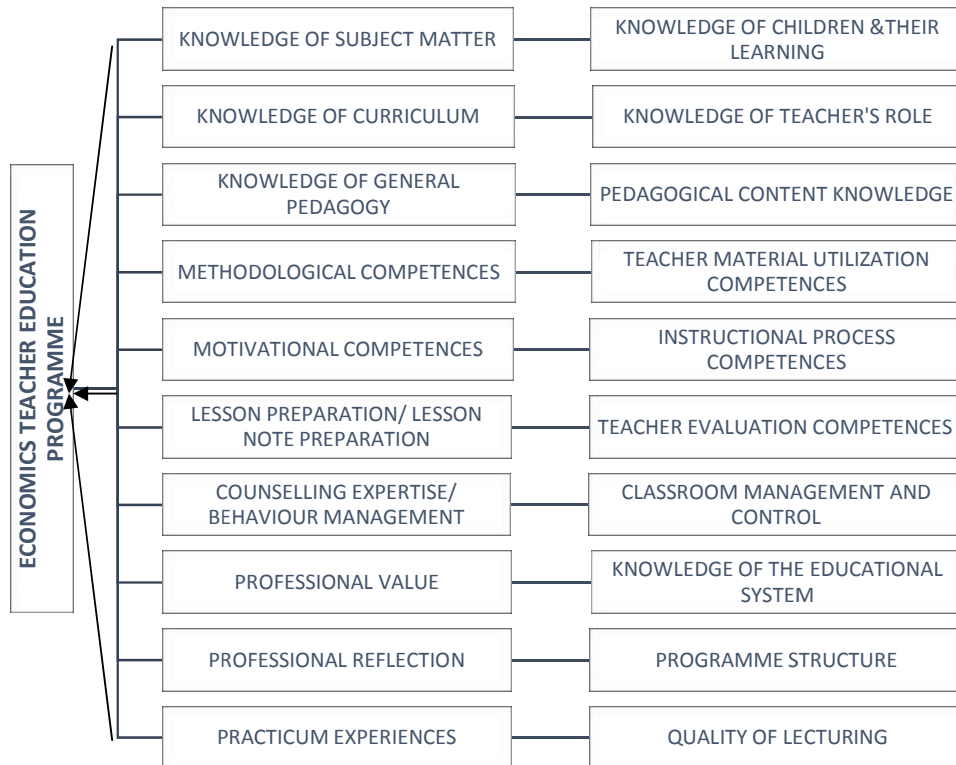 ECONOMICS TEACHER EDUCATION
PROGRAMME
KNOWLEDGE OF SUBJECT MATTER
KNOWLEDGE OF CHILDREN &THEIR
LEARNING
KNOWLEDGE OF CURRICULUM
KNOWLEDGE OF TEACHER'S ROLE
KNOWLEDGE OF GENERAL
PEDAGOGY
PEDAGOGICAL CONTENT KNOWLEDGE
METHODOLOGICAL COMPETENCES
TEACHER MATERIAL UTILIZATION
COMPETENCES
MOTIVATIONAL COMPETENCES
INSTRUCTIONAL PROCESS
COMPETENCES
LESSON PREPARATION/ LESSON
NOTE PREPARATION
TEACHER EVALUATION COMPETENCES
COUNSELLING EXPERTISE/
BEHAVIOUR MANAGEMENT
CLASSROOM MANAGEMENT AND
CONTROL
PROFESSIONAL VALUE
KNOWLEDGE OF THE EDUCATIONAL
SYSTEM
PROFESSIONAL REFLECTION
PROGRAMME STRUCTURE
PRACTICUM EXPERIENCES
QUALITY OF LECTURING